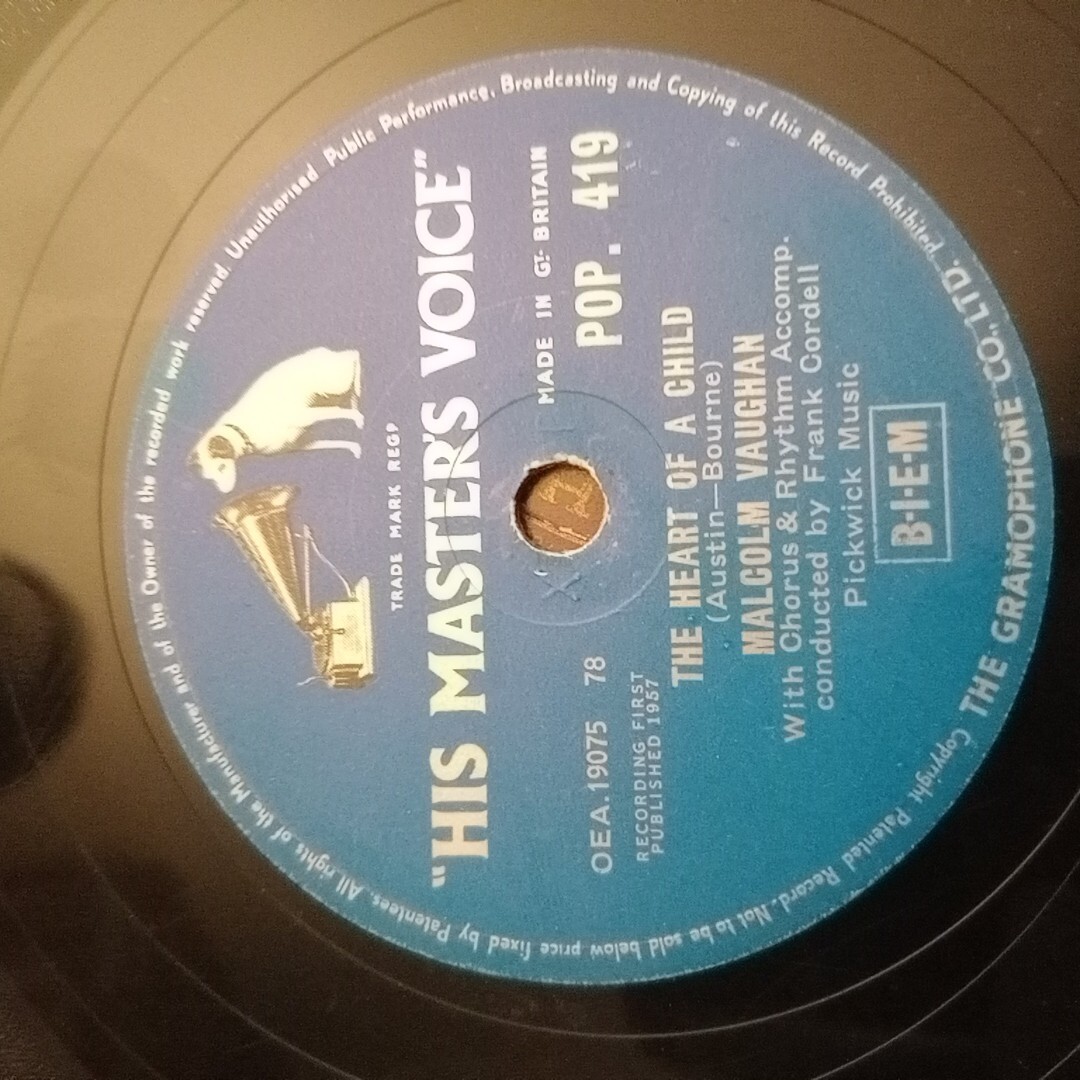 TRADE MARK REGD
"HIS MASTER'S VOICE"
MADE IN GT. BRITAIN
OEA.19075 78
POP. 419
RECORDING FIRST
PUBLISHED 1957
THE HEART OF A CHILD
(Austin—Bourne)
MALCOLM VAUGHAN
With Chorus & Rhythm Accomp.
conducted by Frank Cordell
Pickwick Music
B·I·E·M
THE GRAMOPHONE CO., LTD.
Copyright Patented Record. Not to be sold below price fixed by Patentees. All rights of the Manufacturer and of the Owner of the recorded work reserved. Unauthorised Public Performance, Broadcasting and Copying of this Record Prohibited.